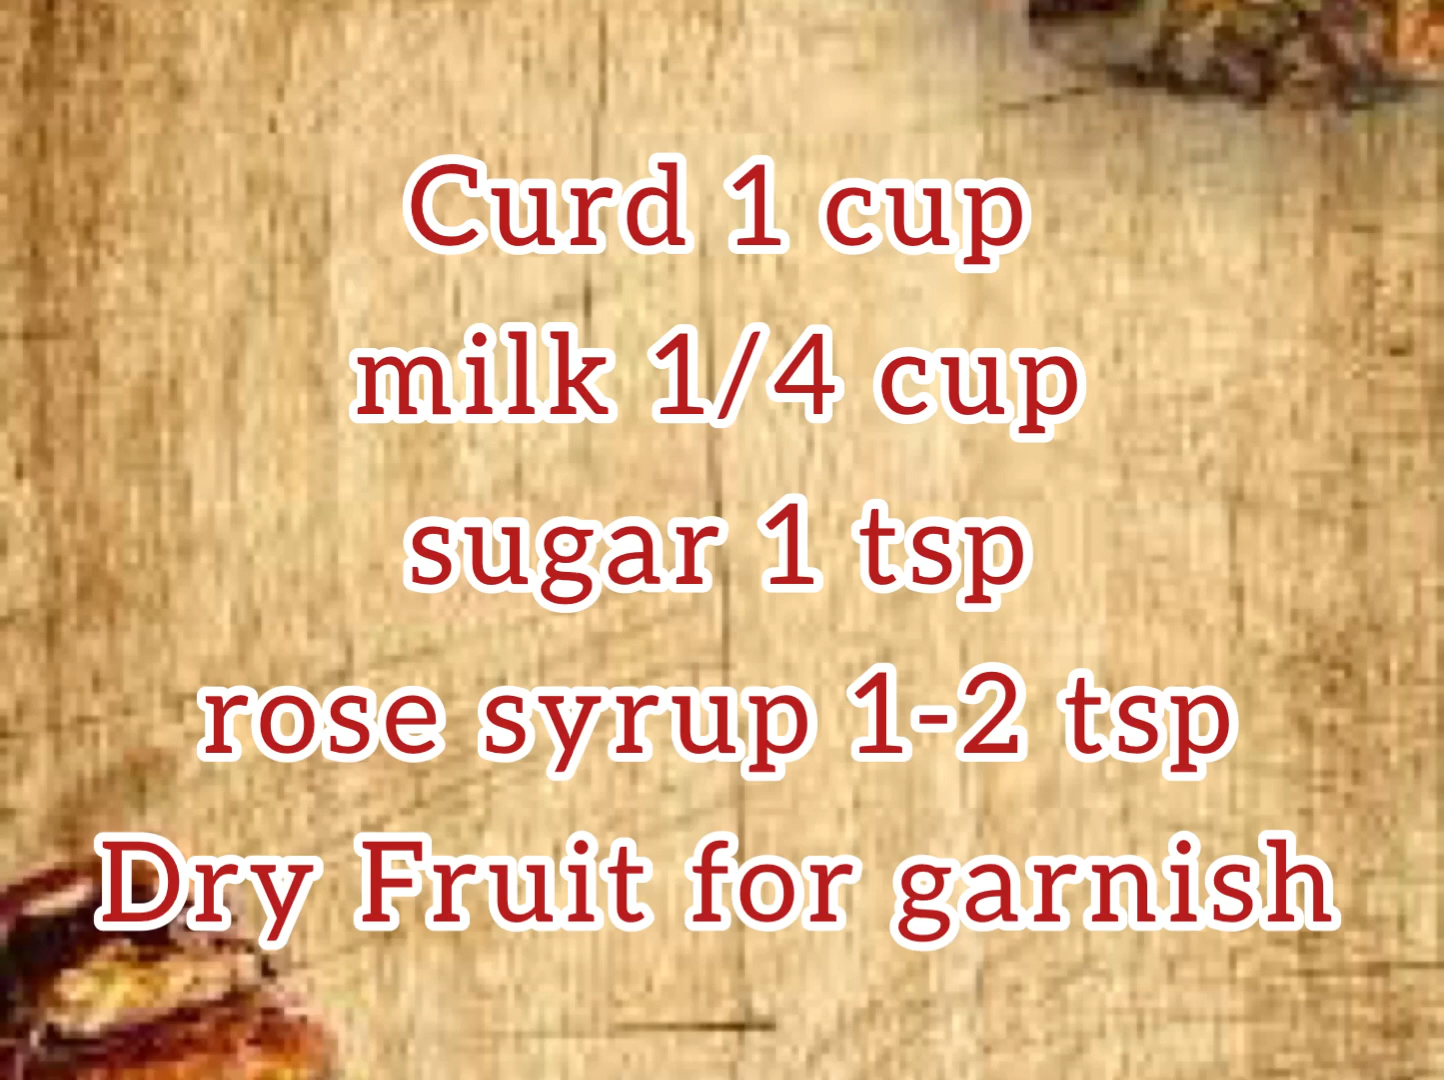 Curd 1 cup
milk 1/4 cup
sugar 1 tsp
rose syrup 1-2 tsp
Dry Fruit for garnish